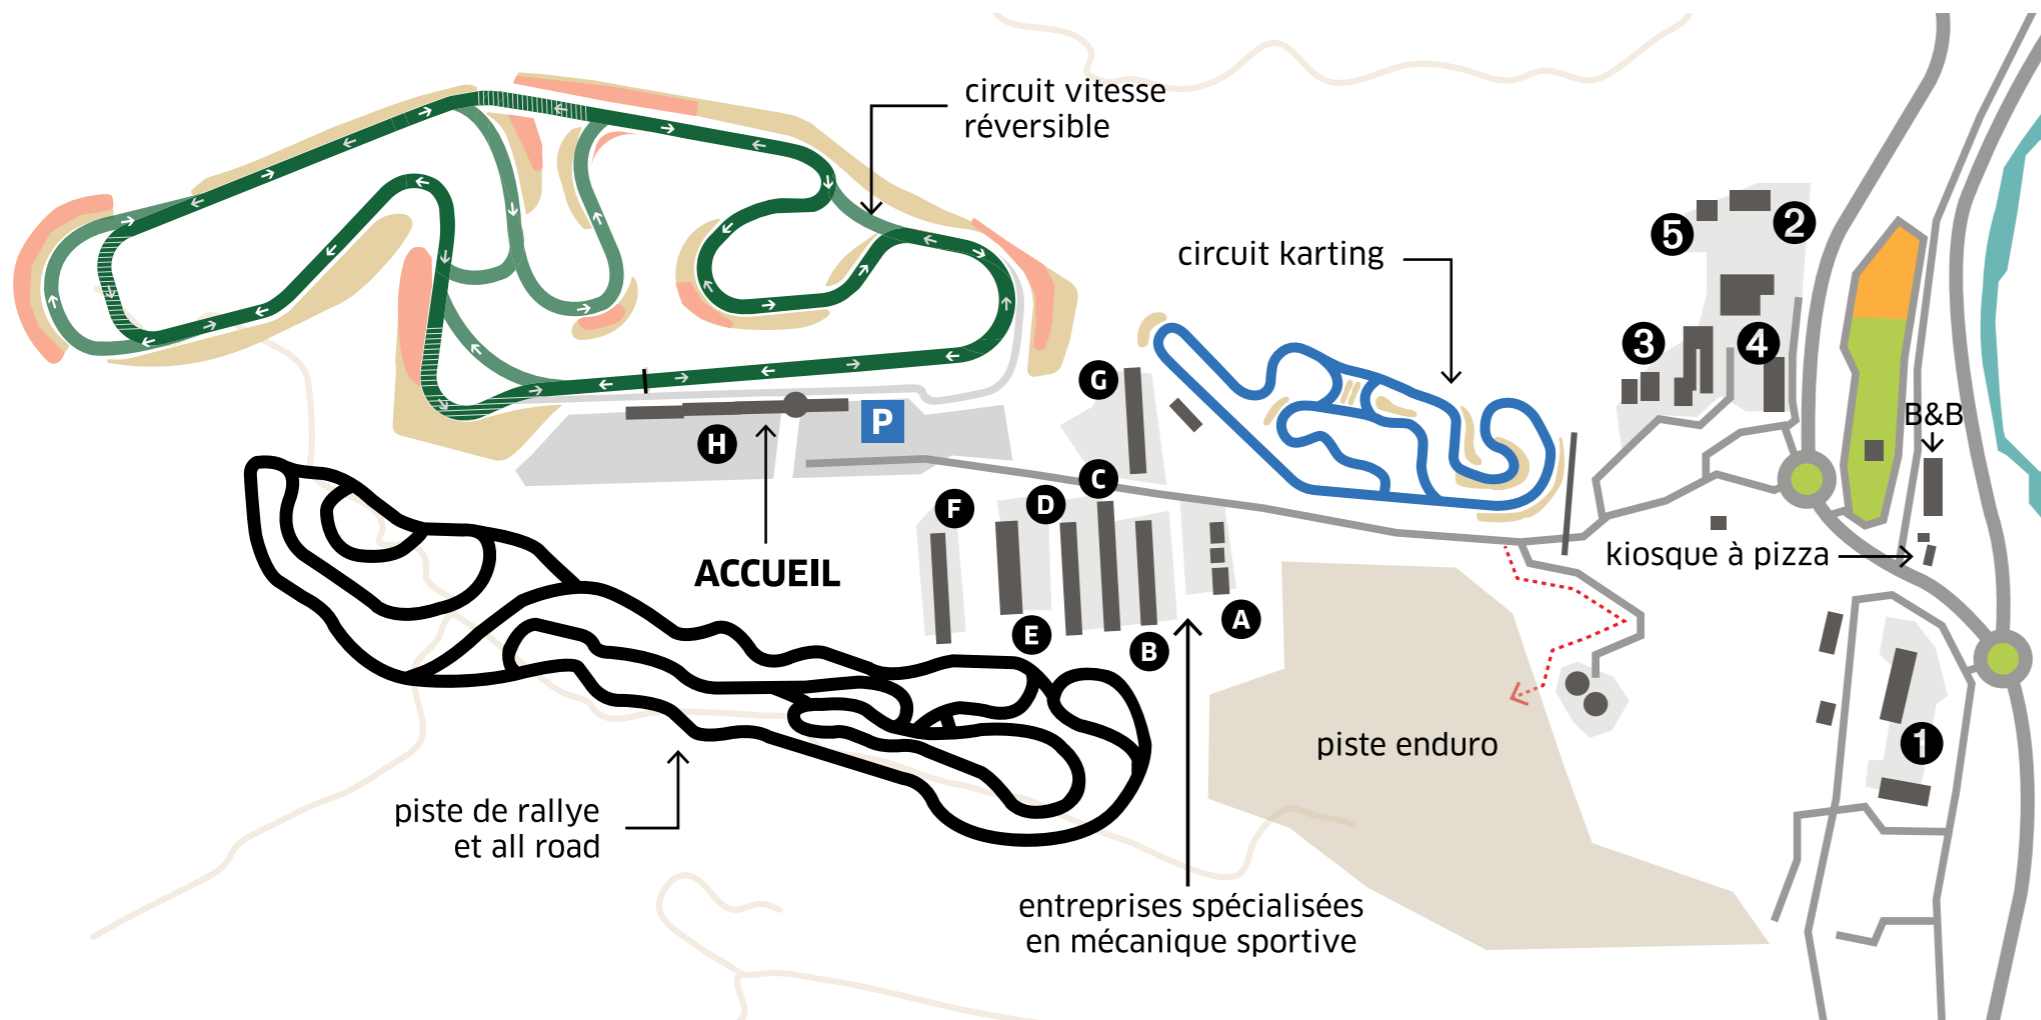 circuit vitesse
réversible
circuit karting
5
2
3
4
G
B&B
P
H
C
D
F
kiosque à pizza
ACCUEIL
A
E
B
piste enduro
1
piste de rallye
et all road
entreprises spécialisées
en mécanique sportive